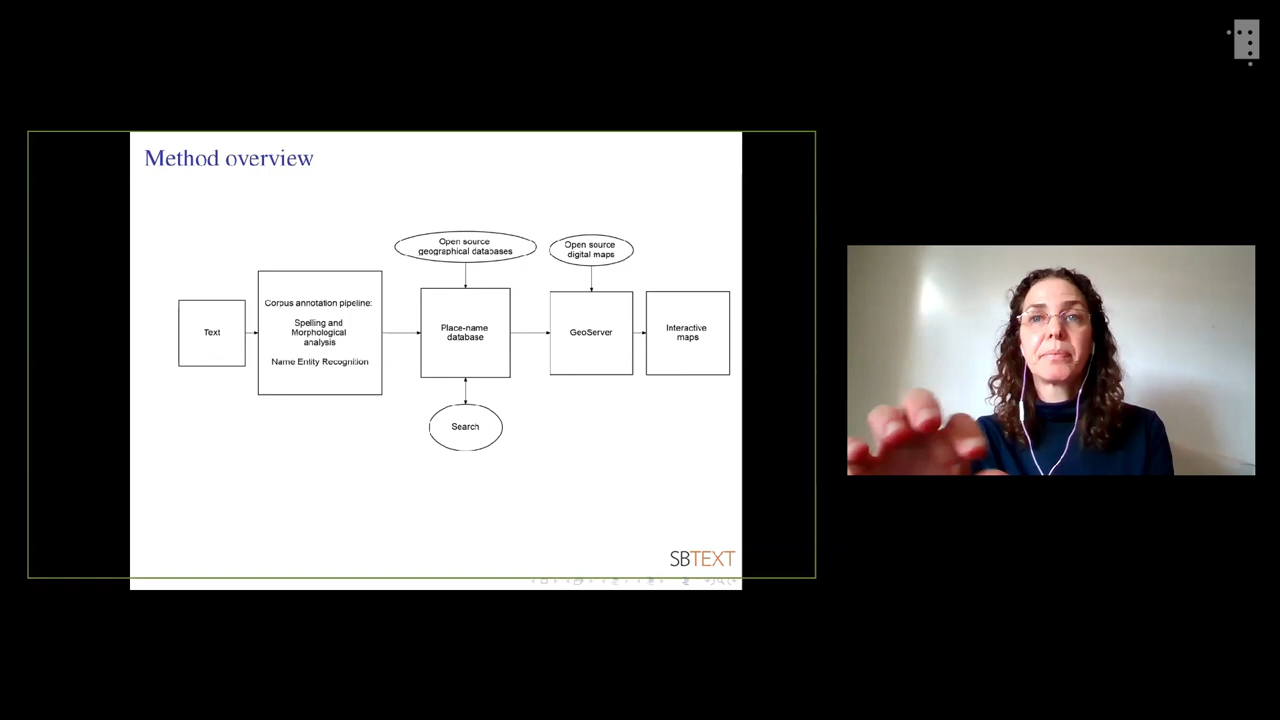 Method overview
Open source
geographical databases
Open source
digital maps
Text
Corpus annotation pipeline:
Spelling and
Morphological
analysis
Name Entity Recognition
Place-name
database
GeoServer
Interactive
maps
Search
SBTEXT